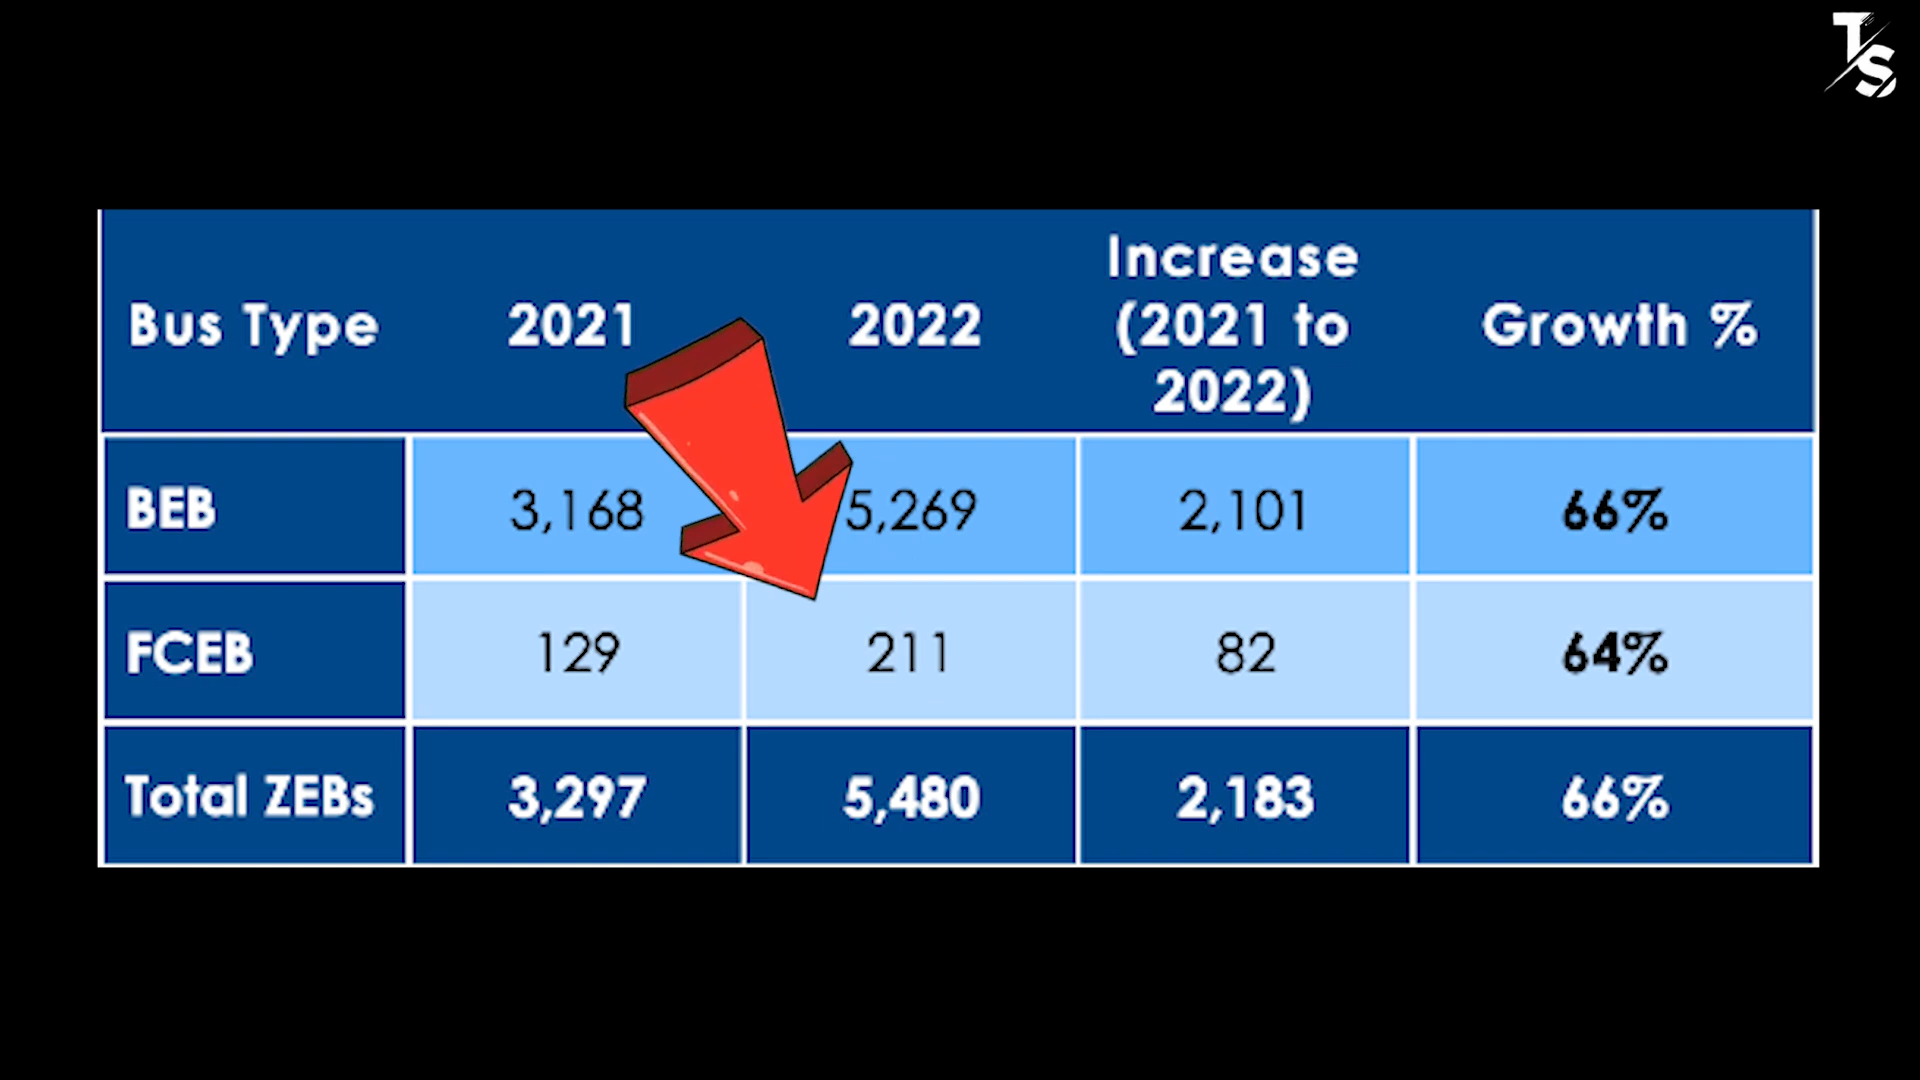 TS
Bus Type 2021 2022 Increase (2021 to 2022) Growth %
BEB 3,168 5,269 2,101 66%
FCEB 129 211 82 64%
Total ZEBs 3,297 5,480 2,183 66%